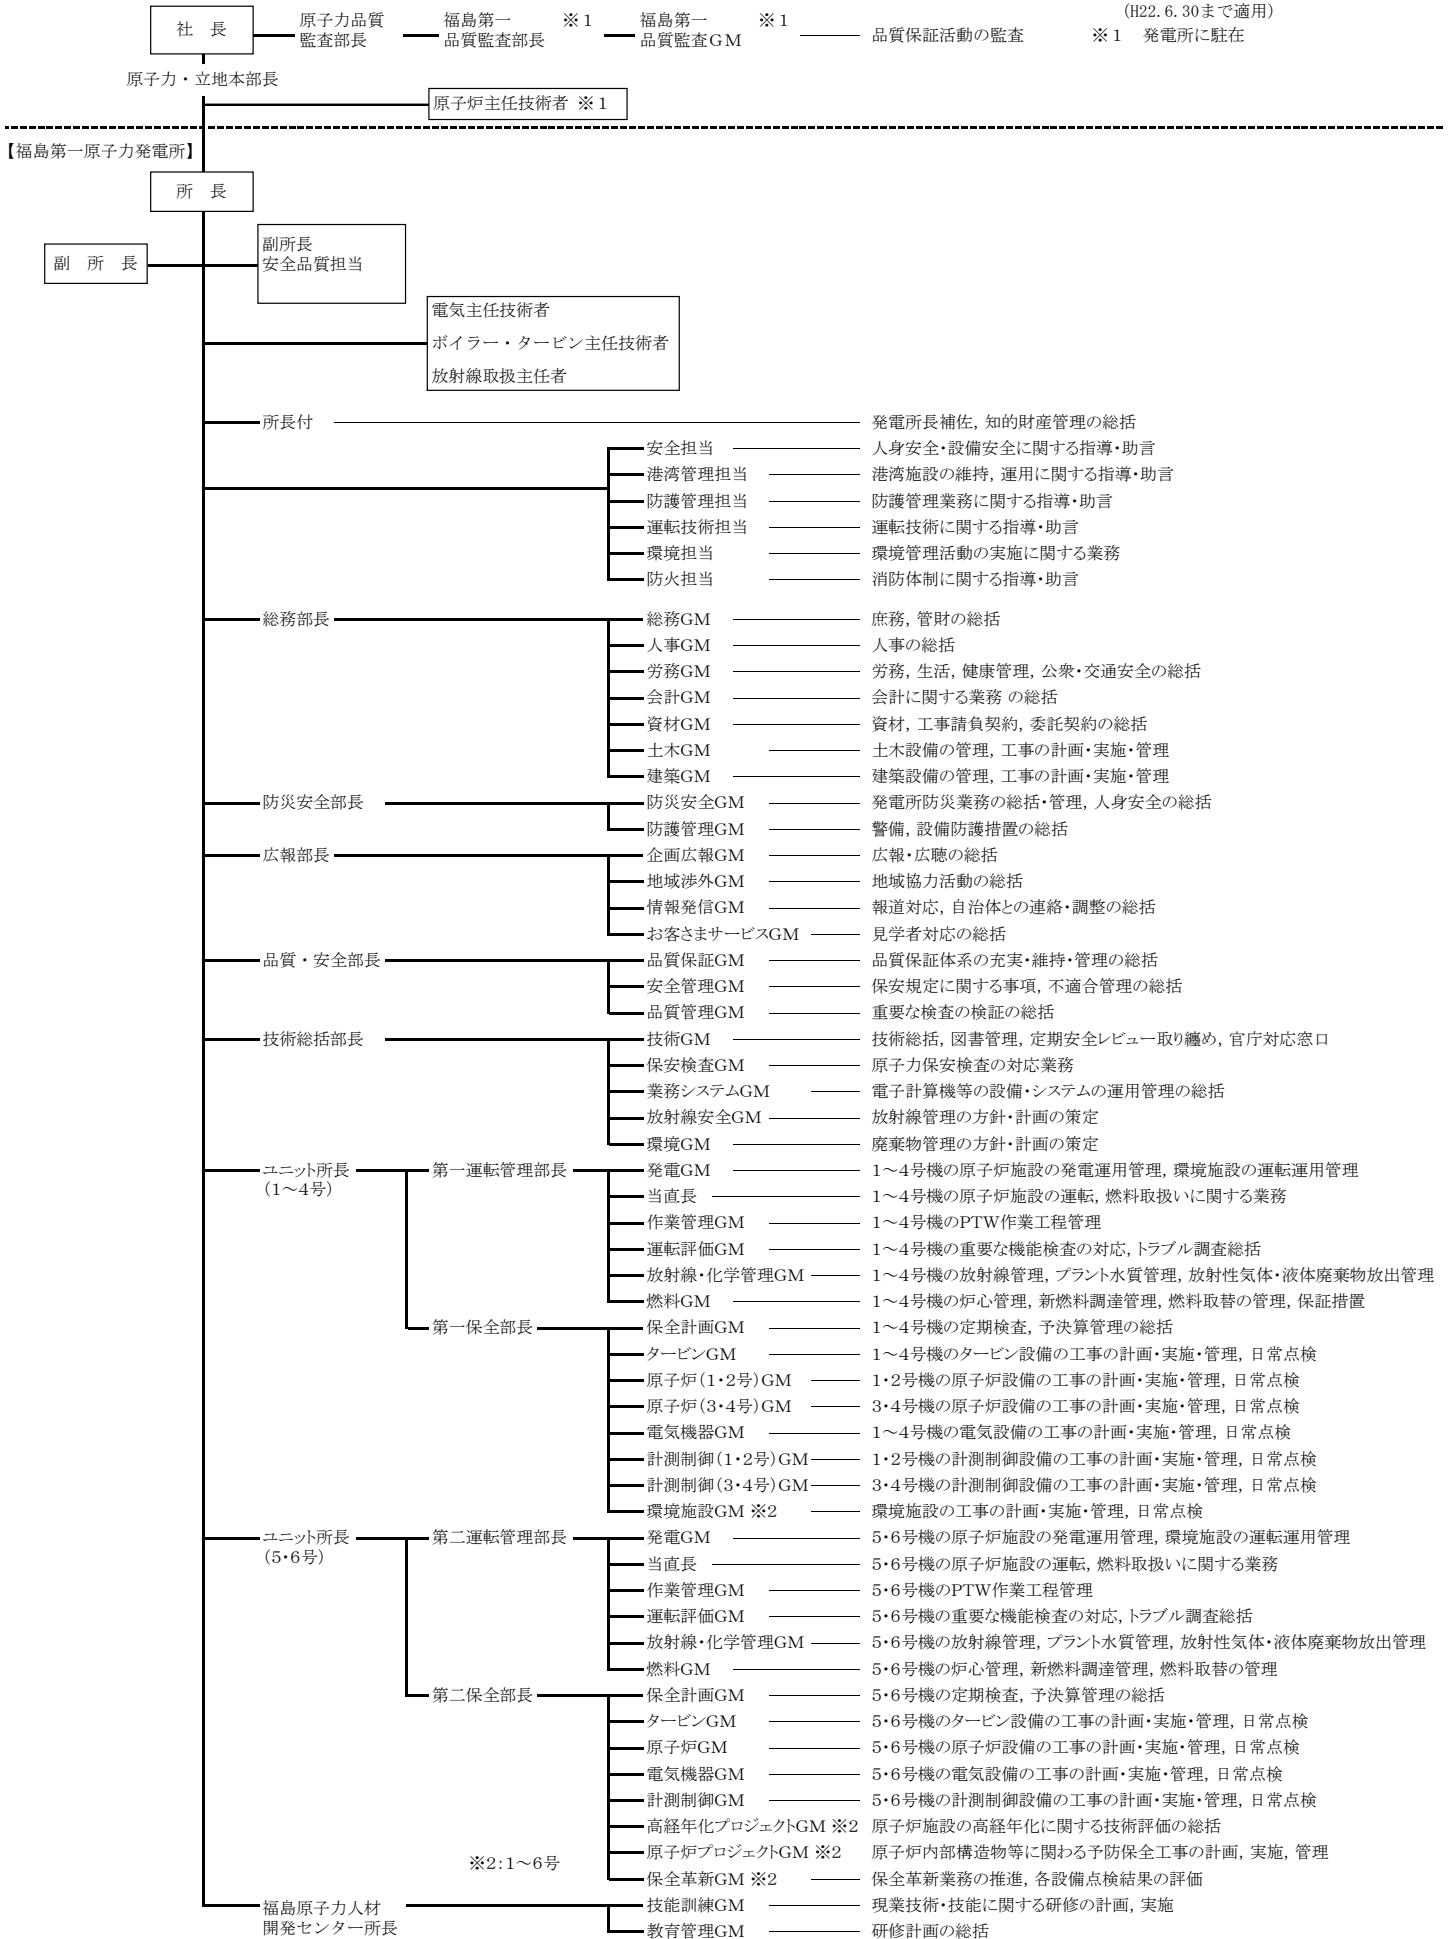 (H22.6.30まで適用)
社　長
原子力品質
監査部長
福島第一　※１
品質監査部長
福島第一　※１
品質監査ＧＭ
品質保証活動の監査
※１　発電所に駐在
原子力・立地本部長
原子炉主任技術者 ※１
【福島第一原子力発電所】
所　長
副　所　長
副所長
安全品質担当
電気主任技術者
ボイラー・タービン主任技術者
放射線取扱主任者
所長付　発電所長補佐, 知的財産管理の総括
安全担当　人身安全・設備安全に関する指導・助言
港湾管理担当　港湾施設の維持, 運用に関する指導・助言
防護管理担当　防護管理業務に関する指導・助言
運転技術担当　運転技術に関する指導・助言
環境担当　環境管理活動の実施に関する業務
防火担当　消防体制に関する指導・助言
総務部長　総務GM　庶務, 管財の総括
人事GM　人事の総括
労務GM　労務, 生活, 健康管理, 公衆・交通安全の総括
会計GM　会計に関する業務 の総括
資材GM　資材, 工事請負契約, 委託契約の総括
土木GM　土木設備の管理, 工事の計画・実施・管理
建築GM　建築設備の管理, 工事の計画・実施・管理
防災安全部長　防災安全GM　発電所防災業務の総括・管理, 人身安全の総括
防護管理GM　警備, 設備防護措置の総括
広報部長　企画広報GM　広報・広聴の総括
地域渉外GM　地域協力活動の総括
情報発信GM　報道対応, 自治体との連絡・調整の総括
お客さまサービスGM　見学者対応の総括
品質・安全部長　品質保証GM　品質保証体系の充実・維持・管理の総括
安全管理GM　保安規定に関する事項, 不適合管理の総括
品質管理GM　重要な検査の検証の総括
技術総括部長　技術GM　技術総括, 図書管理, 定期安全レビュー取り纏め, 官庁対応窓口
保安検査GM　原子力保安検査の対応業務
業務システムGM　電子計算機等の設備・システムの運用管理の総括
放射線安全GM　放射線管理の方針・計画の策定
環境GM　廃棄物管理の方針・計画の策定
ユニット所長　第一運転管理部長　発電GM　1～4号機の原子炉施設の発電運用管理, 環境施設の運転運用管理
(1～4号)　当直長　1～4号機の原子炉施設の運転, 燃料取扱いに関する業務
作業管理GM　1～4号機のPTW作業工程管理
運転評価GM　1～4号機の重要な機能検査の対応, トラブル調査総括
放射線・化学管理GM　1～4号機の放射線管理, プラント水質管理, 放射性気体・液体廃棄物放出管理
燃料GM　1～4号機の炉心管理, 新燃料調達管理, 燃料取替の管理, 保証措置
第一保全部長　保全計画GM　1～4号機の定期検査, 予決算管理の総括
タービンGM　1～4号機のタービン設備の工事の計画・実施・管理, 日常点検
原子炉(1・2号)GM　1・2号機の原子炉設備の工事の計画・実施・管理, 日常点検
原子炉(3・4号)GM　3・4号機の原子炉設備の工事の計画・実施・管理, 日常点検
電気機器GM　1～4号機の電気設備の工事の計画・実施・管理, 日常点検
計測制御(1・2号)GM　1・2号機の計測制御設備の工事の計画・実施・管理, 日常点検
計測制御(3・4号)GM　3・4号機の計測制御設備の工事の計画・実施・管理, 日常点検
環境施設GM ※2　環境施設の工事の計画・実施・管理, 日常点検
ユニット所長　第二運転管理部長　発電GM　5・6号機の原子炉施設の発電運用管理, 環境施設の運転運用管理
(5・6号)　当直長　5・6号機の原子炉施設の運転, 燃料取扱いに関する業務
作業管理GM　5・6号機のPTW作業工程管理
運転評価GM　5・6号機の重要な機能検査の対応, トラブル調査総括
放射線・化学管理GM　5・6号機の放射線管理, プラント水質管理, 放射性気体・液体廃棄物放出管理
燃料GM　5・6号機の炉心管理, 新燃料調達管理, 燃料取替の管理
第二保全部長　保全計画GM　5・6号機の定期検査, 予決算管理の総括
タービンGM　5・6号機のタービン設備の工事の計画・実施・管理, 日常点検
原子炉GM　5・6号機の原子炉設備の工事の計画・実施・管理, 日常点検
電気機器GM　5・6号機の電気設備の工事の計画・実施・管理, 日常点検
計測制御GM　5・6号機の計測制御設備の工事の計画・実施・管理, 日常点検
高経年化プロジェクトGM ※2　原子炉施設の高経年化に関する技術評価の総括
原子炉プロジェクトGM ※2　原子炉内部構造物等に関わる予防保全工事の計画, 実施, 管理
※2:1～6号
保全革新GM ※2　保全革新業務の推進, 各設備点検結果の評価
福島原子力人材　技能訓練GM　現業技術・技能に関する研修の計画, 実施
開発センター所長　教育管理GM　研修計画の総括